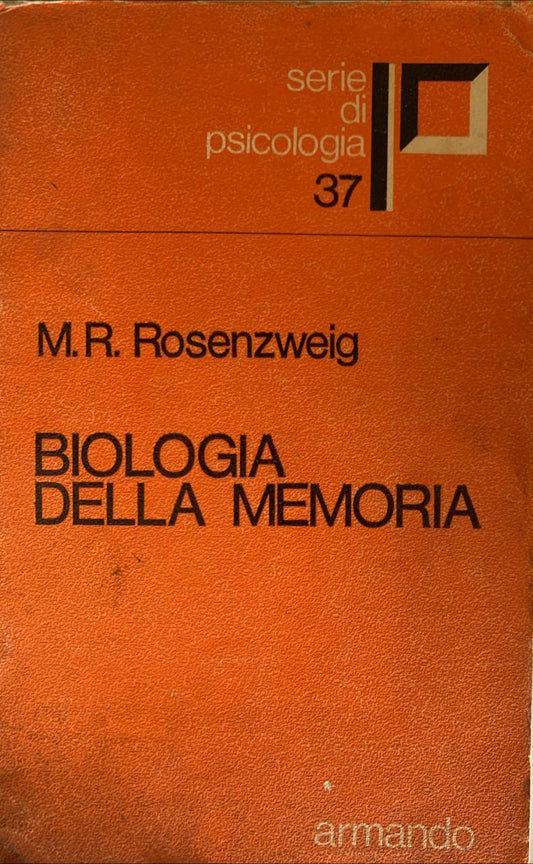 serie
di
psicologia
37
M.R. Rosenzweig
BIOLOGIA
DELLA MEMORIA
armando